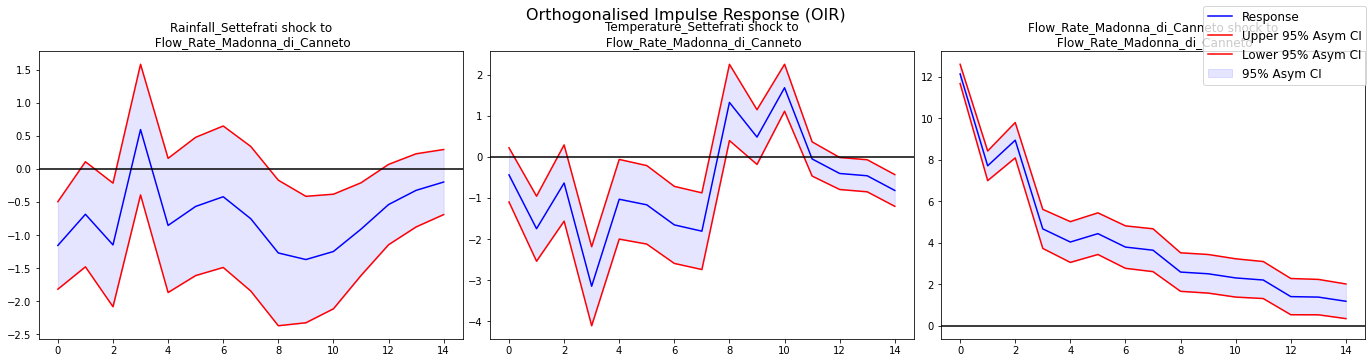 Orthogonalised Impulse Response (OIR)
Rainfall_Settefrati shock to
Flow_Rate_Madonna_di_Canneto
1.5
1.0
0.5
0.0
−0.5
−1.0
−1.5
−2.0
−2.5
0 2 4 6 8 10 12 14
Temperature_Settefrati shock to
Flow_Rate_Madonna_di_Canneto
2
1
0
−1
−2
−3
−4
0 2 4 6 8 10 12 14
Flow_Rate_Madonna_di_Canneto shock to
Flow_Rate_Madonna_di_Canneto
12
10
8
6
4
2
0
0 2 4 6 8 10 12 14
Response
Upper 95% Asym CI
Lower 95% Asym CI
95% Asym CI